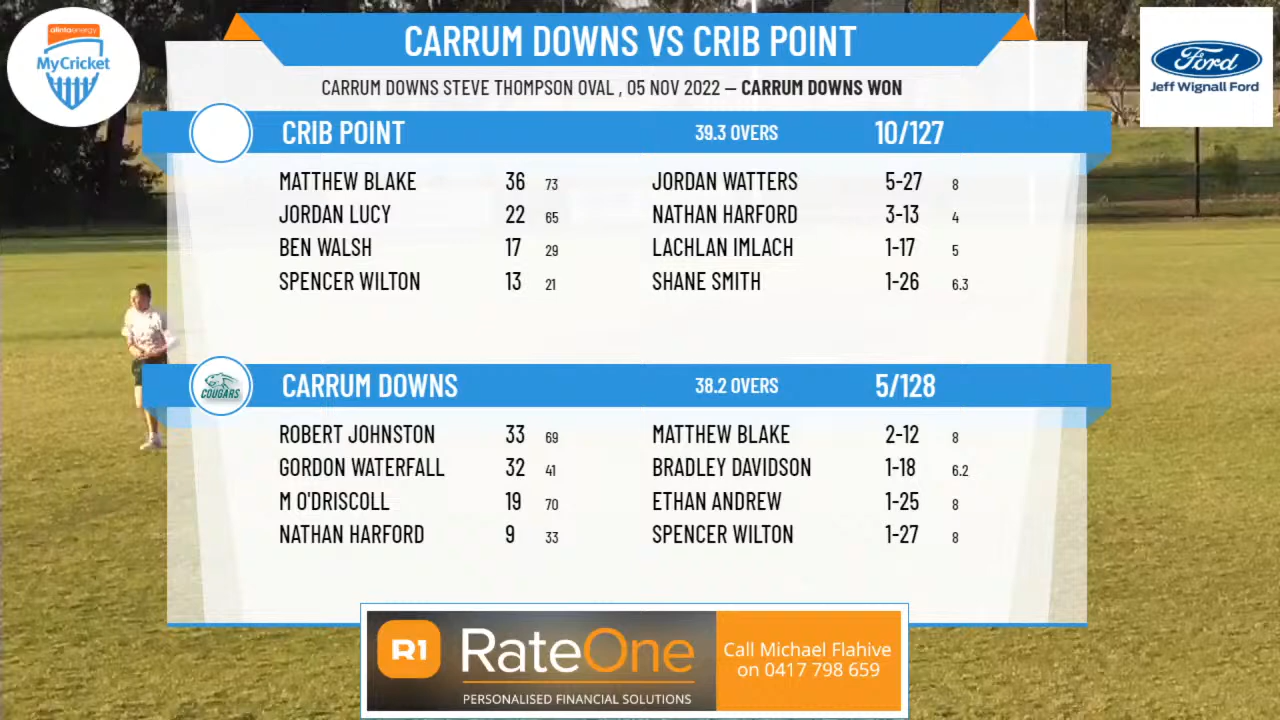 alintaenergy
MyCricket
CARRUM DOWNS VS CRIB POINT
Ford
Jeff Wignall Ford
CARRUM DOWNS STEVE THOMPSON OVAL , 05 NOV 2022 – CARRUM DOWNS WON
CRIB POINT 39.3 OVERS 10/127
MATTHEW BLAKE 36 73 JORDAN WATTERS 5-27 8
JORDAN LUCY 22 65 NATHAN HARFORD 3-13 4
BEN WALSH 17 29 LACHLAN IMLACH 1-17 5
SPENCER WILTON 13 21 SHANE SMITH 1-26 6.3
COUGARS CARRUM DOWNS 38.2 OVERS 5/128
ROBERT JOHNSTON 33 69 MATTHEW BLAKE 2-12 8
GORDON WATERFALL 32 41 BRADLEY DAVIDSON 1-18 6.2
M O'DRISCOLL 19 70 ETHAN ANDREW 1-25 8
NATHAN HARFORD 9 33 SPENCER WILTON 1-27 8
R1 RateOne
PERSONALISED FINANCIAL SOLUTIONS
Call Michael Flahive
on 0417 798 659